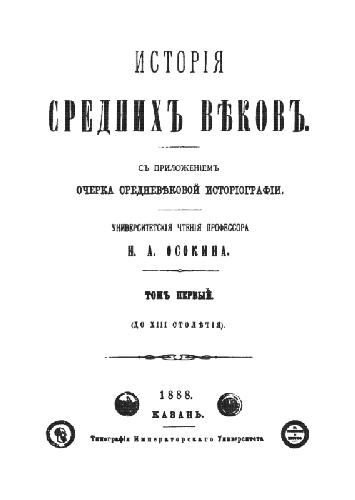 ИСТОРІЯ
СРЕДНИХЪ ВѢКОВЪ.
СЪ ПРИЛОЖЕНІЕМЪ
ОЧЕРКА СРЕДНЕВѢКОВОЙ ИСТОРІОГРАФІИ.
УНИВЕРСИТЕТСКІЯ ЧТЕНІЯ ПРОФЕССОРА
Н. А. ОСОКИНА.
ТОМЪ ПЕРВЫЙ.
(ДО XIII СТОЛѢТІЯ).
1888.
КАЗАНЬ.
Типографія Императорскаго Университета